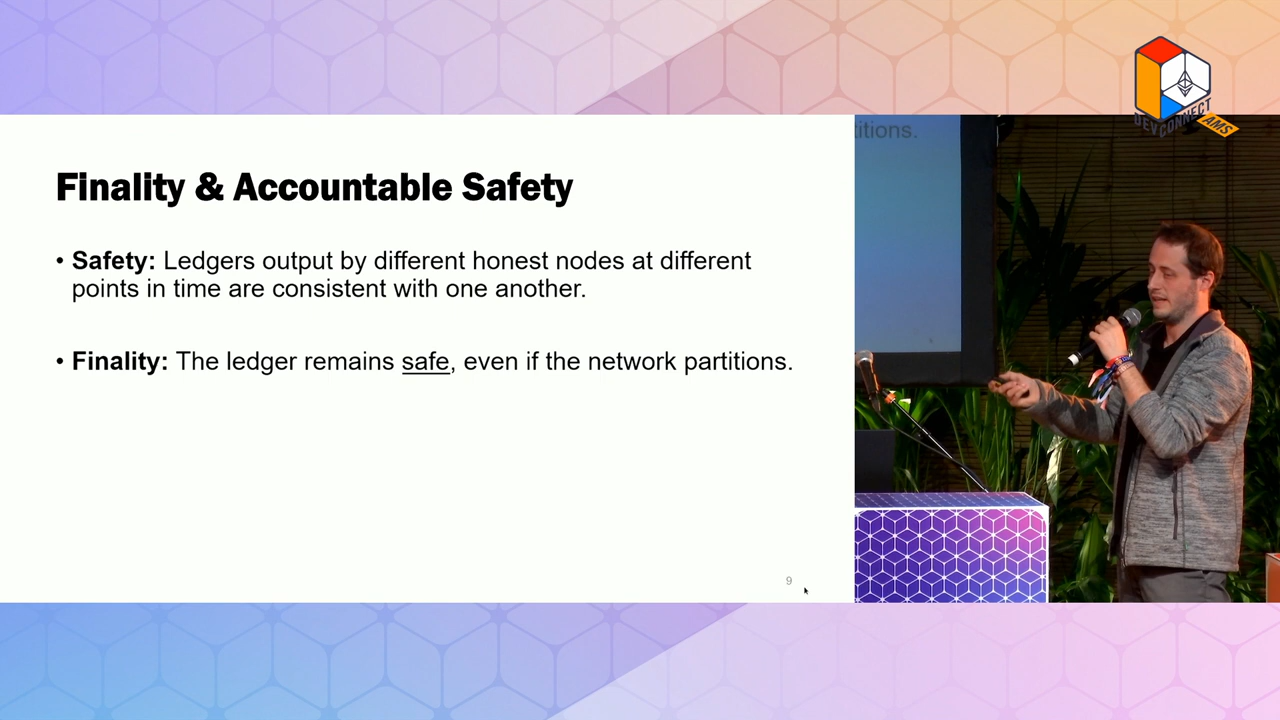 DEVCONNECT
AMS
itions.
Finality & Accountable Safety
• Safety: Ledgers output by different honest nodes at different
points in time are consistent with one another.
• Finality: The ledger remains safe, even if the network partitions.
9